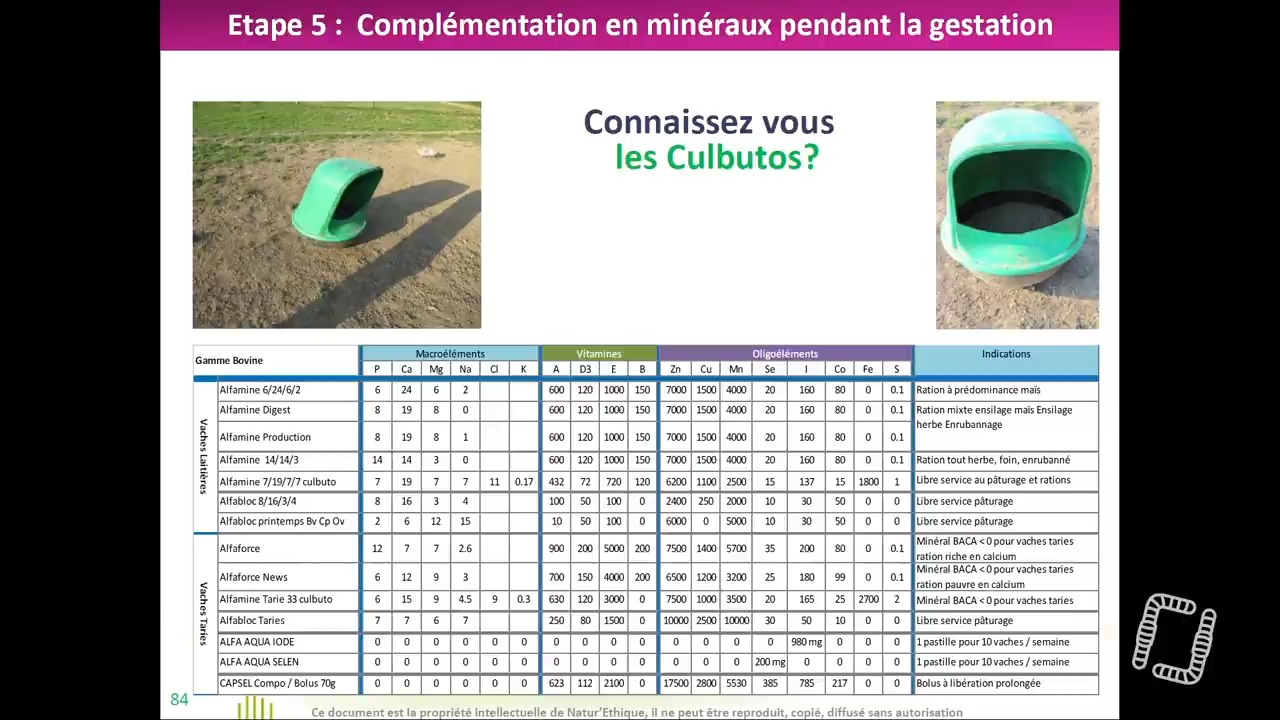 Etape 5 : Complémentation en minéraux pendant la gestation
Connaissez vous
les Culbutos?
Gamme Bovine Macroéléments Vitamines Oligoéléments Indications
P Ca Mg Na Cl K A D3 E B Zn Cu Mn Se I Co Fe S
Vaches Laitières
Alfamine 6/24/6/2 6 24 6 2 600 120 1000 150 7000 1500 4000 20 160 80 0 0.1 Ration à prédominance maïs
Alfamine Digest 8 19 8 0 600 120 1000 150 7000 1500 4000 20 160 80 0 0.1 Ration mixte ensilage maïs Ensilage
herbe Enrubannage
Alfamine Production 8 19 8 1 600 120 1000 150 7000 1500 4000 20 160 80 0 0.1
Alfamine 14/14/3 14 14 3 0 600 120 1000 150 7000 1500 4000 20 160 80 0 0.1 Ration tout herbe, foin, enrubanné
Alfamine 7/19/7/7 culbuto 7 19 7 7 11 0.17 432 72 720 120 6200 1100 2500 15 137 15 1800 1 Libre service au pâturage et rations
Alfabloc 8/16/3/4 8 16 3 4 100 50 100 0 2400 250 2000 10 30 50 0 0 Libre service pâturage
Alfabloc printemps Bv Cp Ov 2 6 12 15 10 50 100 0 6000 0 5000 10 30 50 0 0 Libre service pâturage
Vaches Taries
Alfaforce 12 7 7 2.6 900 200 5000 200 7500 1400 5700 35 200 80 0 0.1 Minéral BACA < 0 pour vaches taries
ration riche en calcium
Alfaforce News 6 12 9 3 700 150 4000 200 6500 1200 3200 25 180 99 0 0.1 Minéral BACA < 0 pour vaches taries
ration pauvre en calcium
Alfamine Tarie 33 culbuto 6 15 9 4.5 9 0.3 630 120 3000 0 7500 1000 3500 20 165 25 2700 2 Minéral BACA < 0 pour vaches taries
Alfabloc Taries 7 7 6 7 250 80 1500 0 10000 2500 10000 30 50 10 0 0 Libre service pâturage
ALFA AQUA IODE 0 0 0 0 0 0 0 0 0 0 0 0 0 0 980 mg 0 0 0 1 pastille pour 10 vaches / semaine
ALFA AQUA SELEN 0 0 0 0 0 0 0 0 0 0 0 0 0 200 mg 0 0 0 0 1 pastille pour 10 vaches / semaine
CAPSEL Compo / Bolus 70g 0 0 0 0 0 0 623 112 2100 0 17500 2800 5530 385 785 217 0 0 Bolus à libération prolongée
84
Ce document est la propriété intellectuelle de Natur'Ethique, il ne peut être reproduit, copié, diffusé sans autorisation